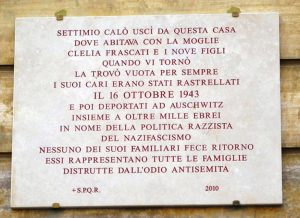 SETTIMIO CALÒ USCÌ DA QUESTA CASA
DOVE ABITAVA CON LA MOGLIE
CLELIA FRASCATI E I NOVE FIGLI
QUANDO VI TORNÒ
LA TROVÒ VUOTA PER SEMPRE
I SUOI CARI ERANO STATI RASTRELLATI
IL 16 OTTOBRE 1943
E POI DEPORTATI AD AUSCHWITZ
INSIEME A OLTRE MILLE EBREI
IN NOME DELLA POLITICA RAZZISTA
DEL NAZIFASCISMO
NESSUNO DEI SUOI FAMILIARI FECE RITORNO
ESSI RAPPRESENTANO TUTTE LE FAMIGLIE
DISTRUTTE DALL'ODIO ANTISEMITA
+ S.P.Q.R. 2010